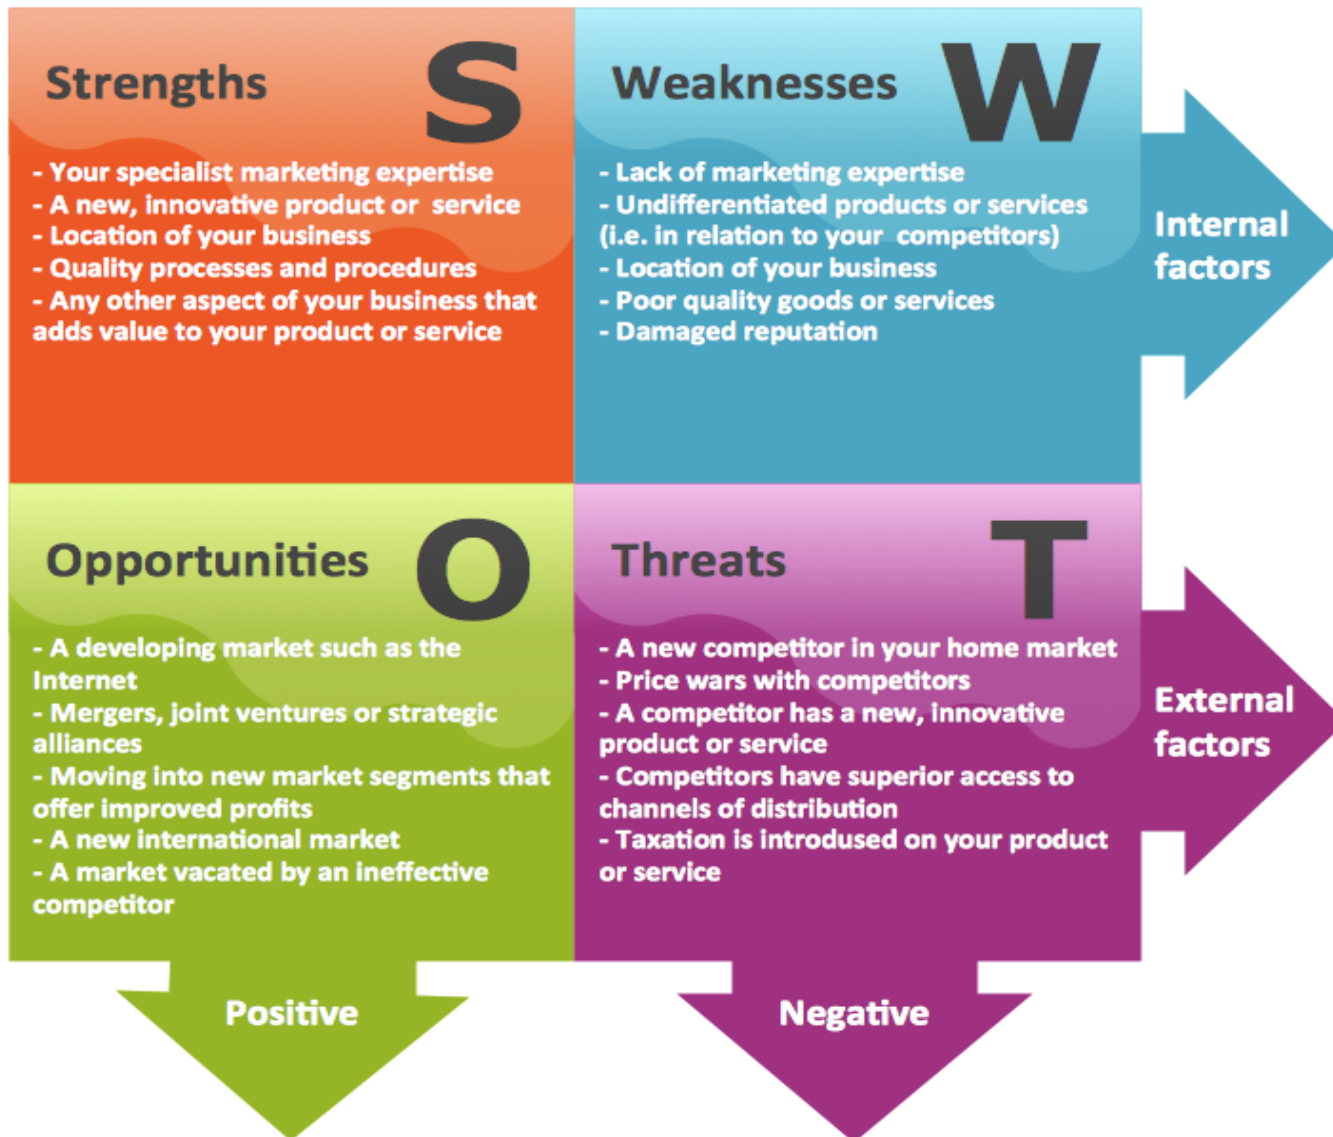 Strengths
S
- Your specialist marketing expertise
- A new, innovative product or  service
- Location of your business
- Quality processes and procedures
- Any other aspect of your business that
adds value to your product or service
Weaknesses
W
- Lack of marketing expertise
- Undifferentiated products or services
(i.e. in relation to your  competitors)
- Location of your business
- Poor quality goods or services
- Damaged reputation
Internal
factors
Opportunities
O
- A developing market such as the
Internet
- Mergers, joint ventures or strategic
alliances
- Moving into new market segments that
offer improved profits
- A new international market
- A market vacated by an ineffective
competitor
Threats
T
- A new competitor in your home market
- Price wars with competitors
- A competitor has a new, innovative
product or service
- Competitors have superior access to
channels of distribution
- Taxation is introdused on your product
or service
External
factors
Positive
Negative